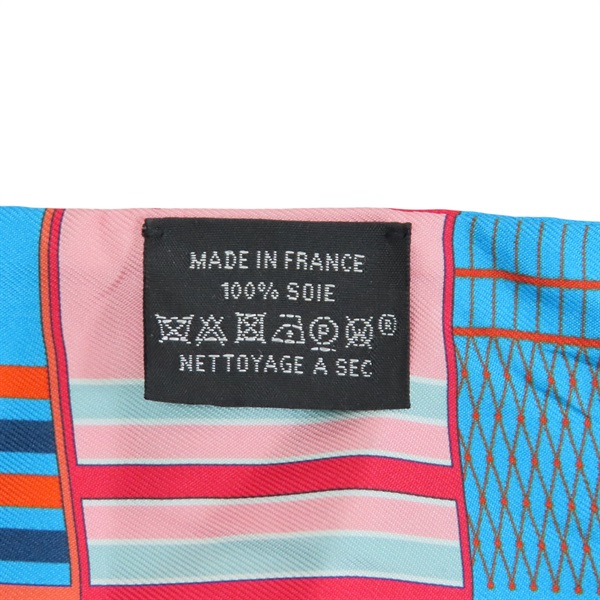 MADE IN FRANCE
100% SOIE
P ®
NETTOYAGE A SEC